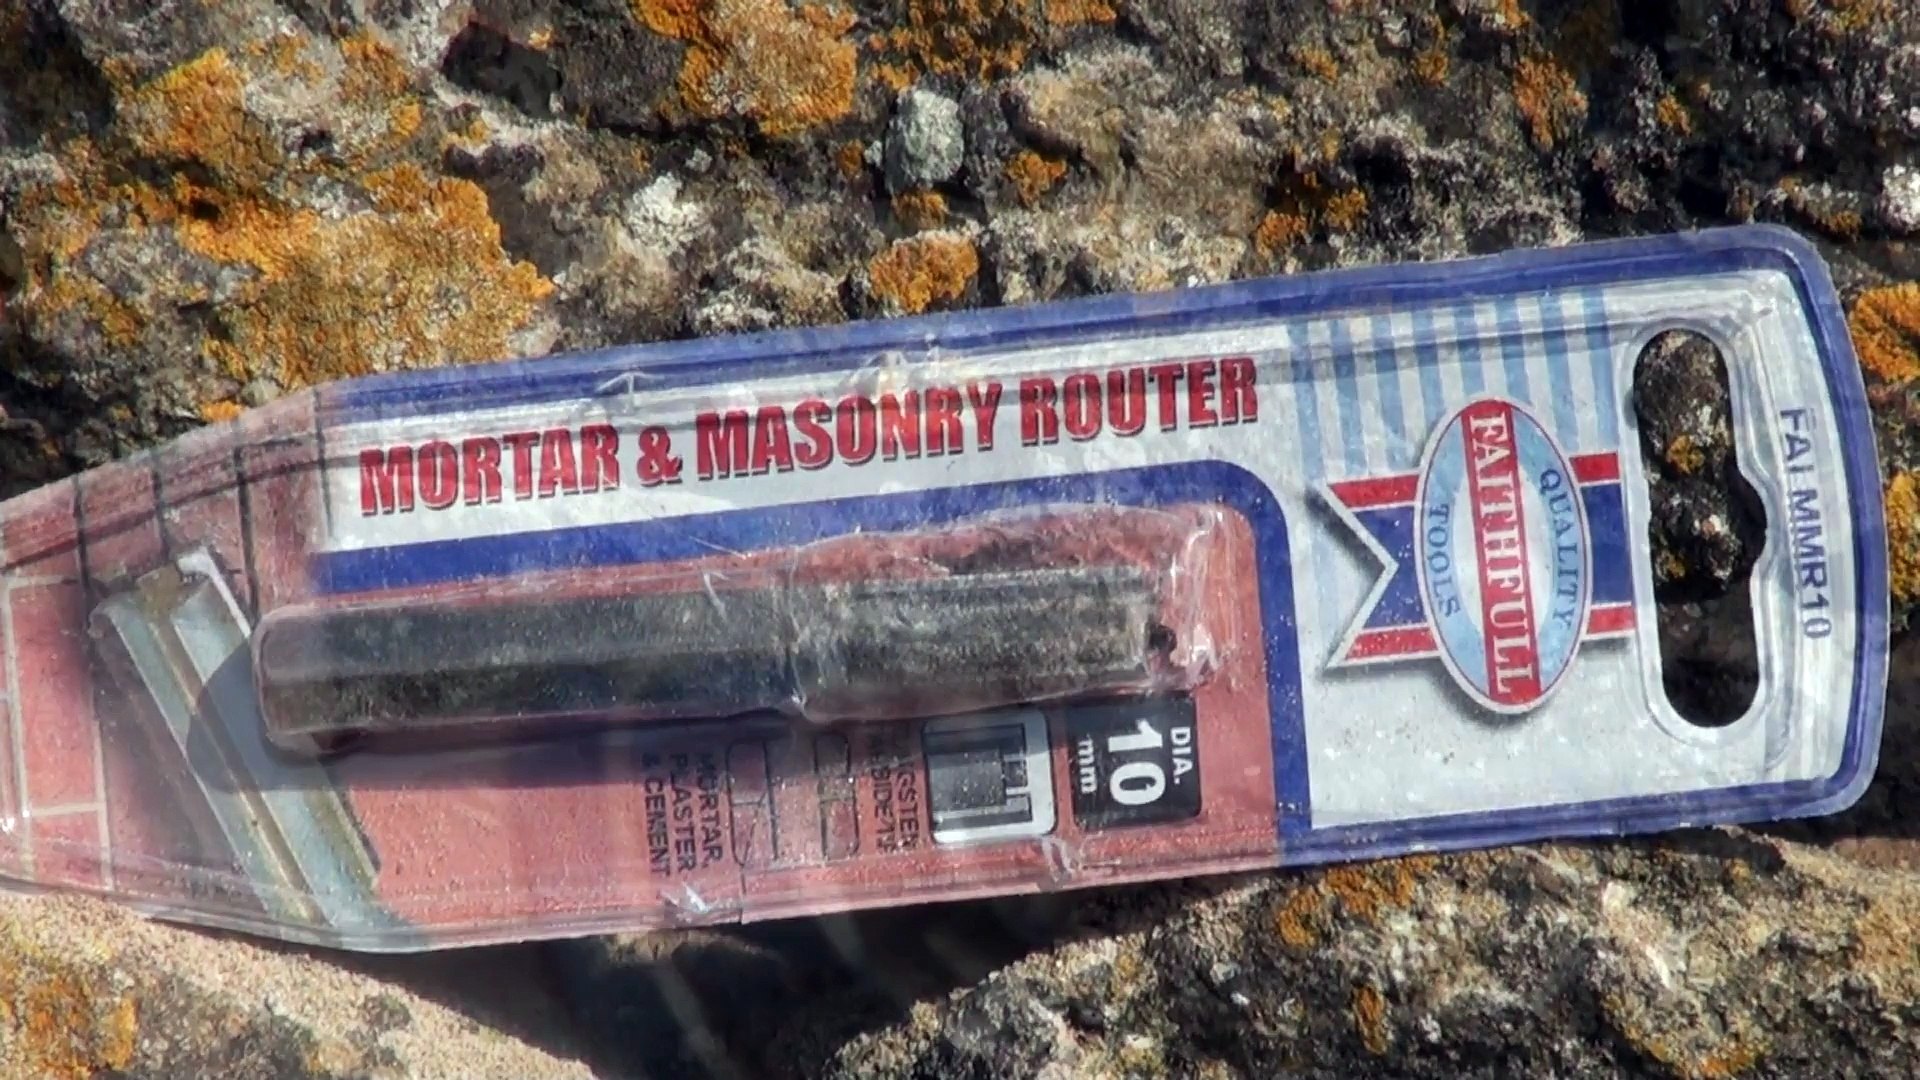 MORTAR & MASONRY ROUTER
QUALITY
FAITHFULL
TOOLS
FAIMMR10
DIA.
10
mm
MORTAR
PLASTER
& CEMENT